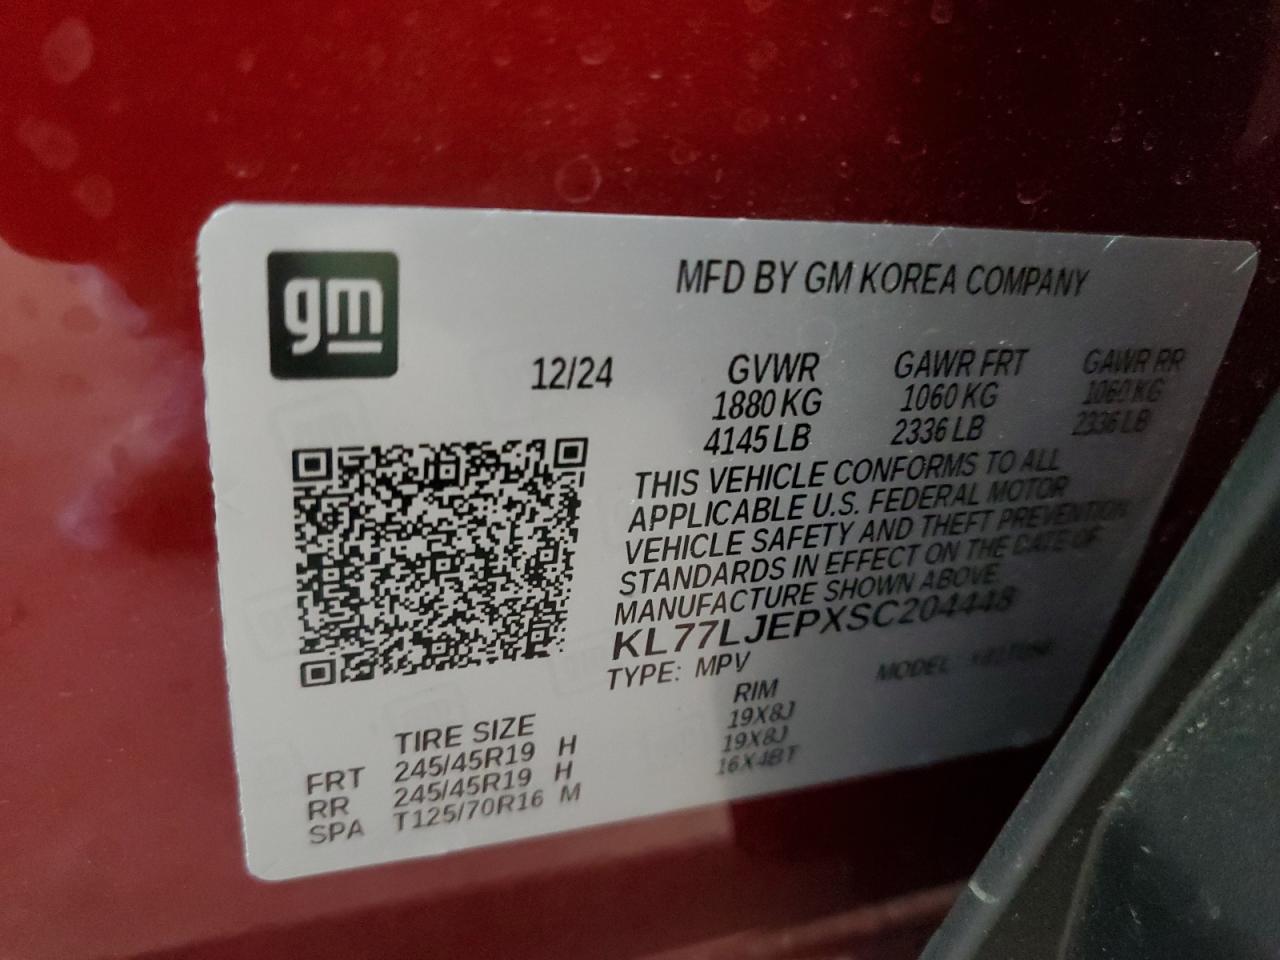 gm
MFD BY GM KOREA COMPANY
12/24 GVWR GAWR FRT GAWR RR
1880 KG 1060 KG 1060 KG
4145 LB 2336 LB 2336 LB
THIS VEHICLE CONFORMS TO ALL
APPLICABLE U.S. FEDERAL MOTOR
VEHICLE SAFETY AND THEFT PREVENTION
STANDARDS IN EFFECT ON THE DATE OF
MANUFACTURE SHOWN ABOVE.
KL77LJEPXSC204448
TYPE: MPV MODEL:
TIRE SIZE RIM
FRT 245/45R19 H 19X8J
RR 245/45R19 H 19X8J
SPA T125/70R16 M 16X4BT